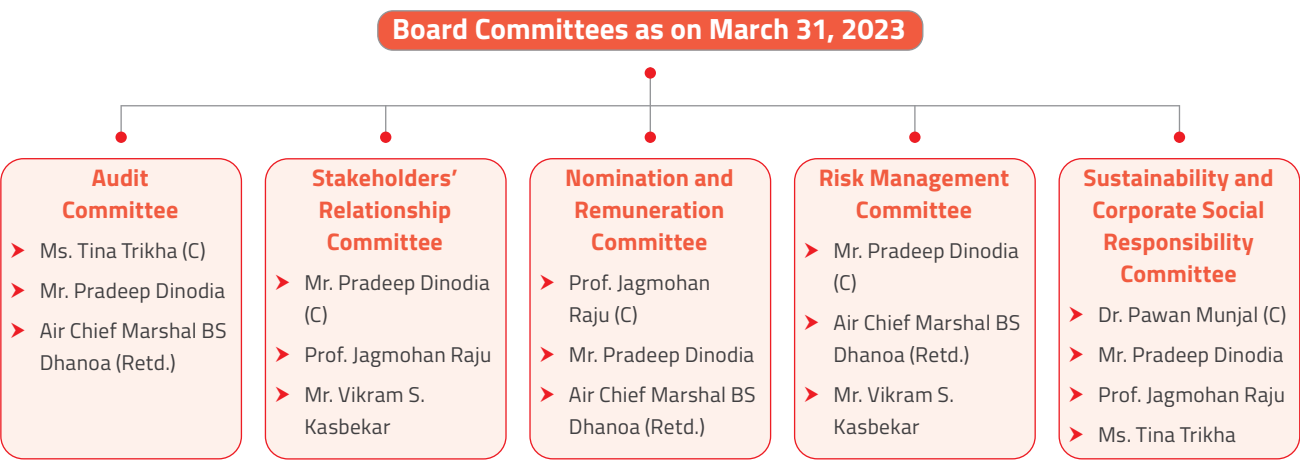 Board Committees as on March 31, 2023
Audit
Committee
Ms. Tina Trikha (C)
Mr. Pradeep Dinodia
Air Chief Marshal BS
Dhanoa (Retd.)
Stakeholders’
Relationship
Committee
Mr. Pradeep Dinodia
(C)
Prof. Jagmohan Raju
Mr. Vikram S.
Kasbekar
Nomination and
Remuneration
Committee
Prof. Jagmohan
Raju (C)
Mr. Pradeep Dinodia
Air Chief Marshal BS
Dhanoa (Retd.)
Risk Management
Committee
Mr. Pradeep Dinodia
(C)
Air Chief Marshal BS
Dhanoa (Retd.)
Mr. Vikram S.
Kasbekar
Sustainability and
Corporate Social
Responsibility
Committee
Dr. Pawan Munjal (C)
Mr. Pradeep Dinodia
Prof. Jagmohan Raju
Ms. Tina Trikha